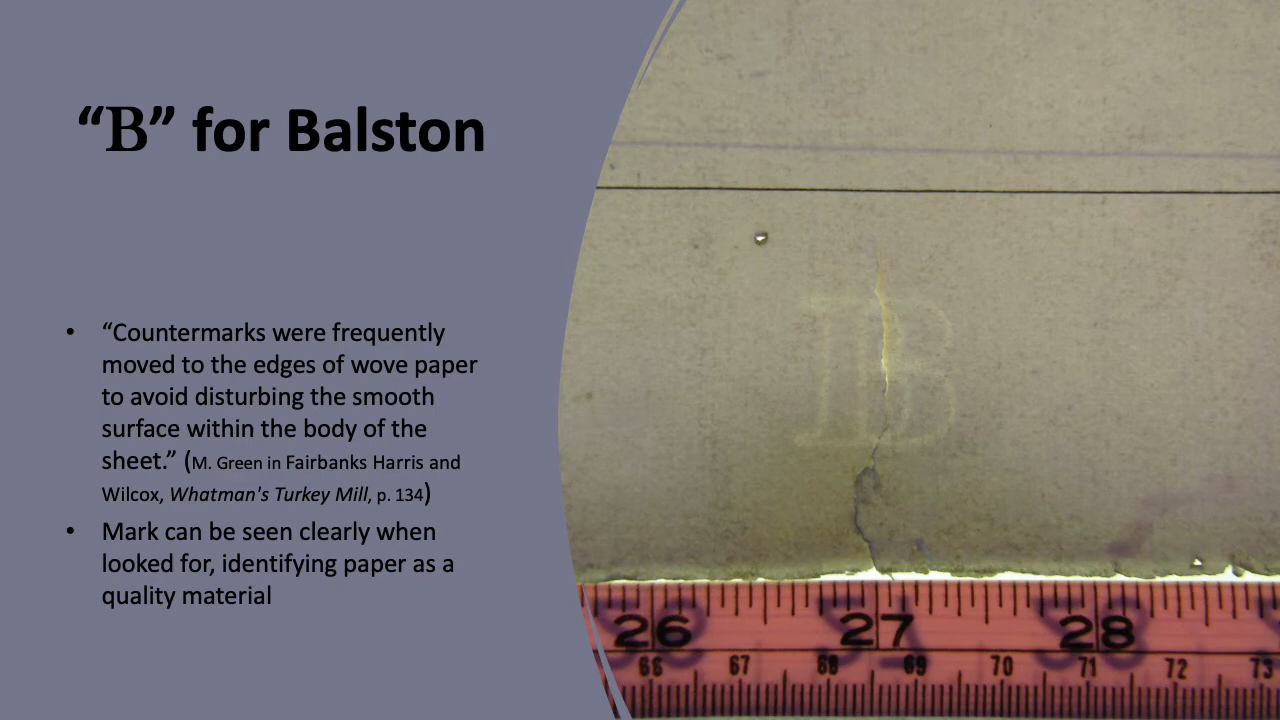 “B” for Balston
• “Countermarks were frequently
moved to the edges of wove paper
to avoid disturbing the smooth
surface within the body of the
sheet.” (M. Green in Fairbanks Harris and
Wilcox, Whatman's Turkey Mill, p. 134)
• Mark can be seen clearly when
looked for, identifying paper as a
quality material
B
26 27 28
66 67 68 69 70 71 72 73